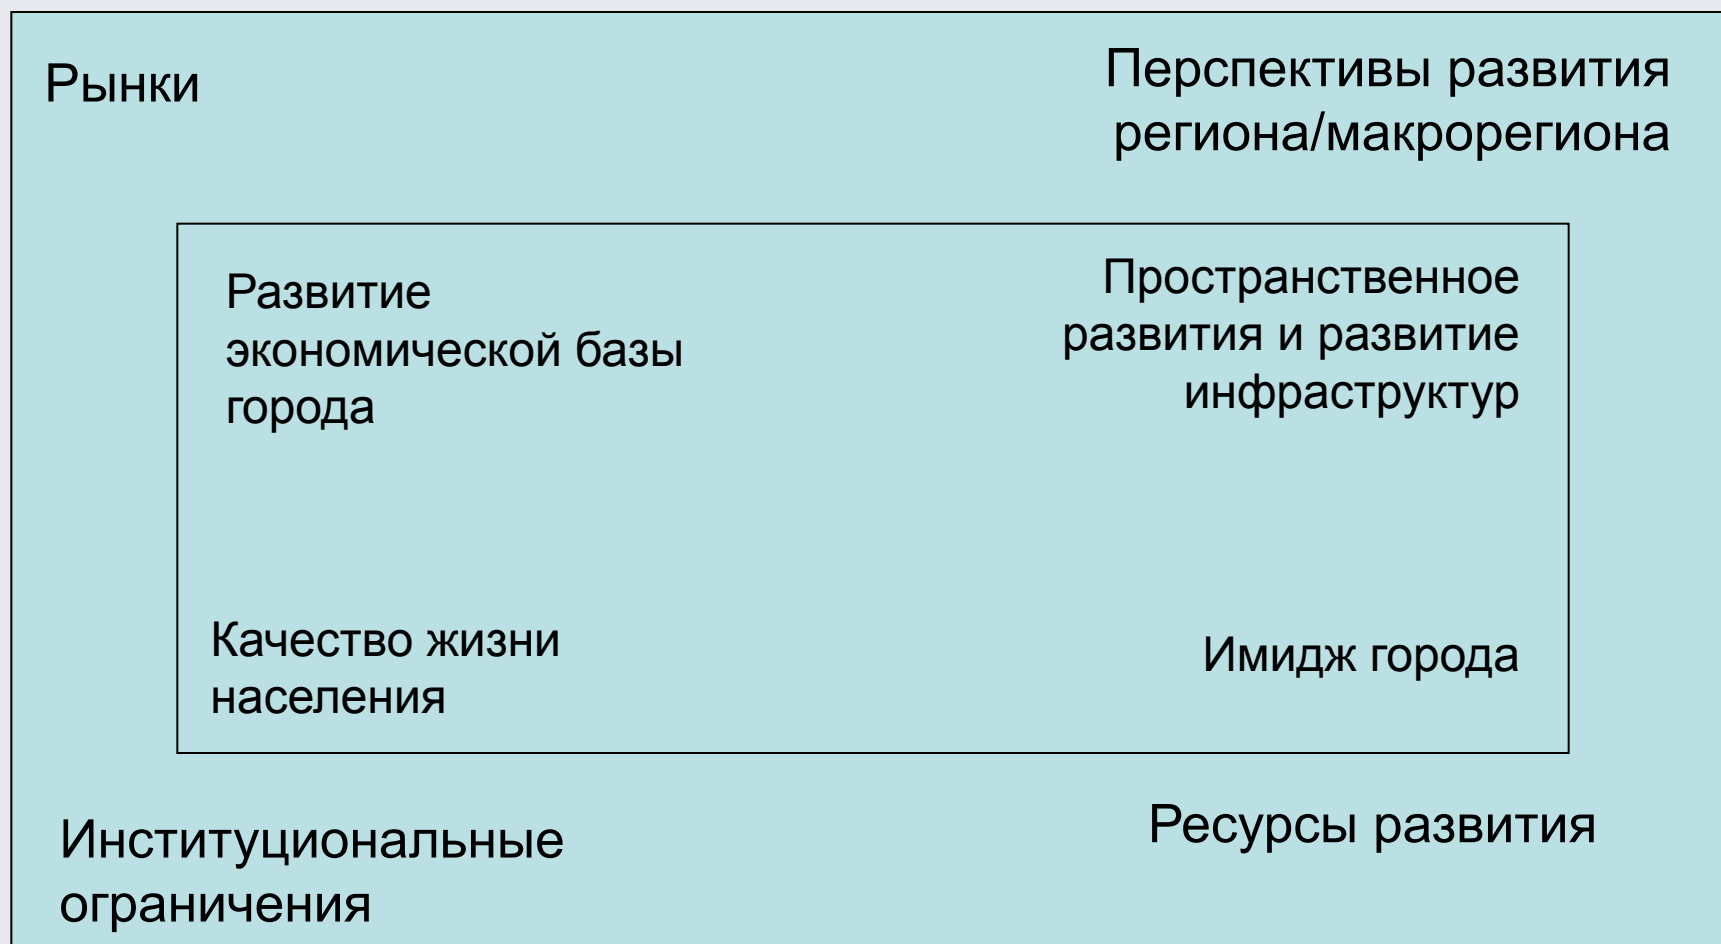 Рынки
Перспективы развития
региона/макрорегиона
Развитие
экономической базы
города
Пространственное
развития и развитие
инфраструктур
Качество жизни
населения
Имидж города
Институциональные
ограничения
Ресурсы развития